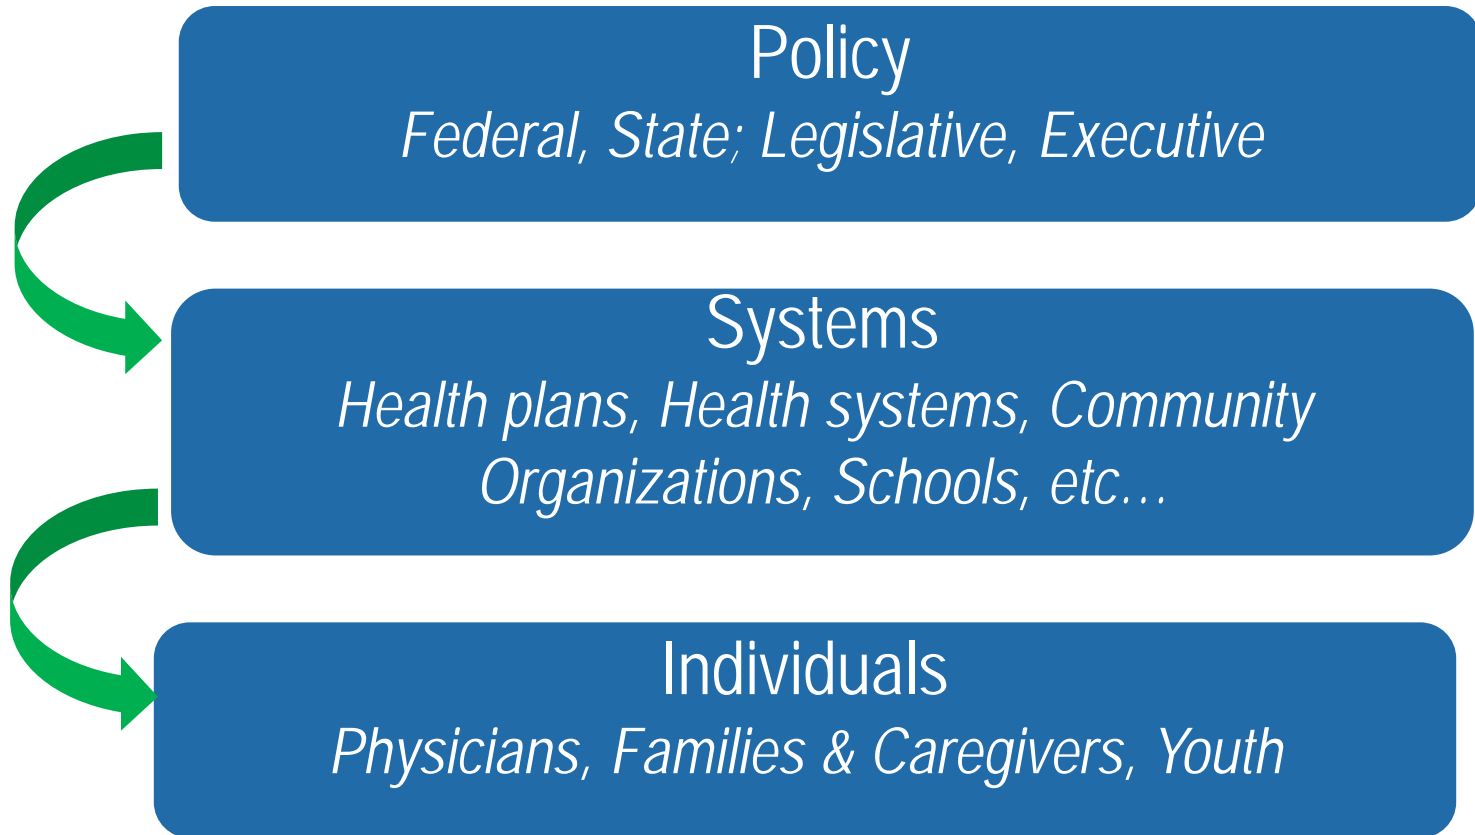 Policy
Federal, State; Legislative, Executive
Systems
Health plans, Health systems, Community
Organizations, Schools, etc…
Individuals
Physicians, Families & Caregivers, Youth